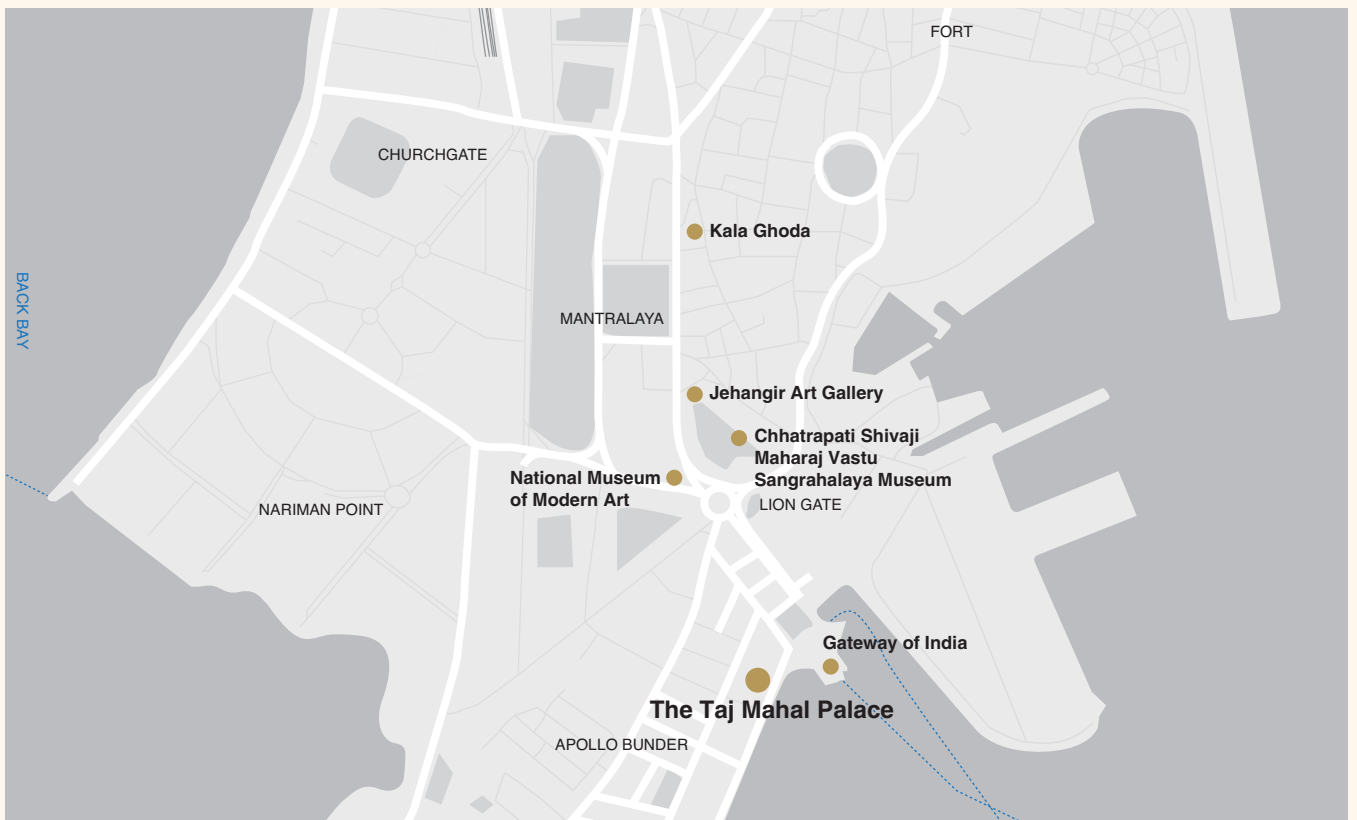 FORT
CHURCHGATE
Kala Ghoda
BACK BAY
MANTRALAYA
Jehangir Art Gallery
Chhatrapati Shivaji
Maharaj Vastu
Sangrahalaya Museum
National Museum
of Modern Art
LION GATE
NARIMAN POINT
Gateway of India
The Taj Mahal Palace
APOLLO BUNDER